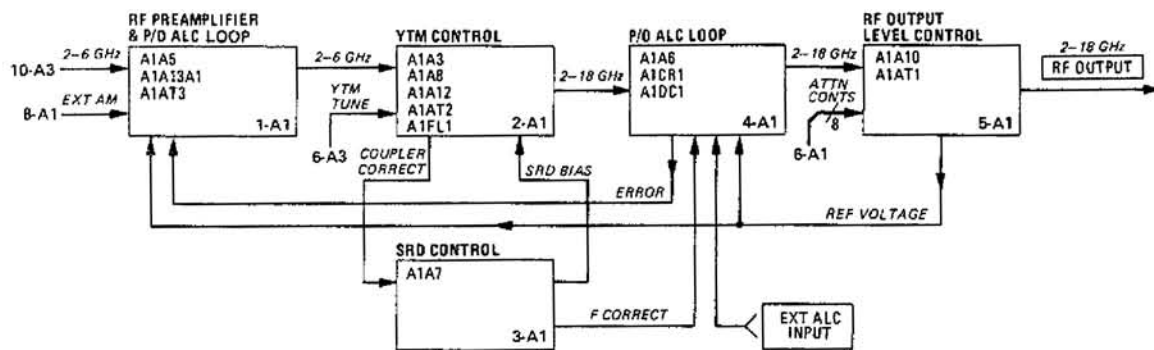 RF PREAMPLIFIER
& P/O ALC LOOP
2–6 GHz
10-A3
EXT AM
8-A1
A1A5
A1A13A1
A1AT3
1-A1
2–6 GHz
YTM CONTROL
YTM
TUNE
6-A3
A1A3
A1A8
A1A12
A1AT2
A1FL1
2-A1
2–18 GHz
P/O ALC LOOP
A1A6
A1CR1
A1DC1
4-A1
2–18 GHz
ATTN
CONTS
8
6-A1
RF OUTPUT
LEVEL CONTROL
A1A10
A1AT1
5-A1
2–18 GHz
RF OUTPUT
COUPLER
CORRECT
SRD BIAS
ERROR
REF VOLTAGE
SRD CONTROL
A1A7
3-A1
F CORRECT
EXT ALC
INPUT